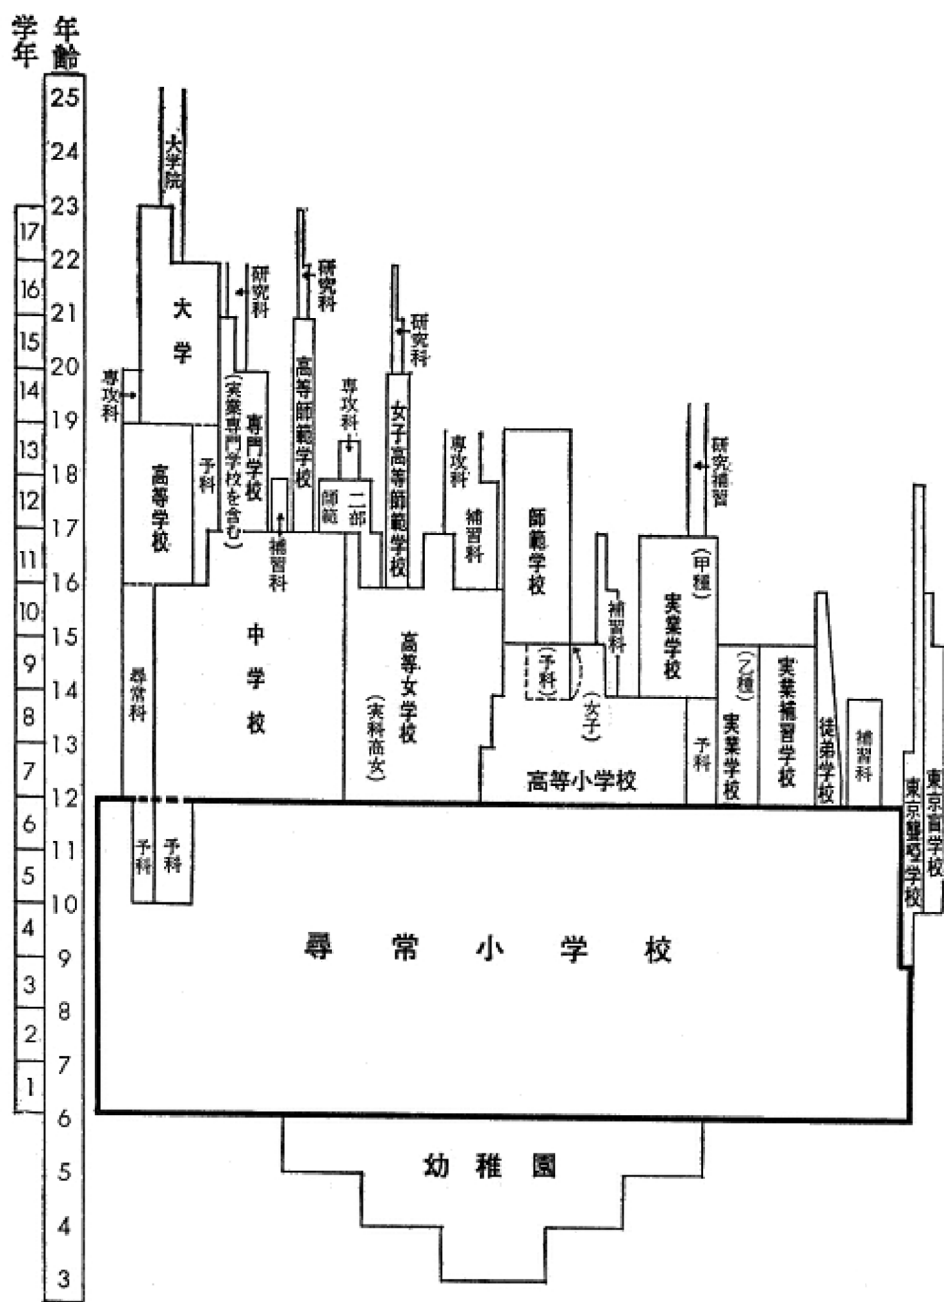 学年
年齢
25
24
23
22
21
20
19
18
17
16
15
14
13
12
11
10
9
8
7
6
5
4
3
17
16
15
14
13
12
11
10
9
8
7
6
5
4
3
2
1
大学院
大学
専攻科
高等学校
予科
尋常科
予科
予科
研究科
(実業専門学校を含む)
専門学校
補習科
中学校
研究科
高等師範学校
専攻科
師範
二部
研究科
女子高等師範学校
専攻科
補習科
高等女学校
(実科高女)
師範学校
(予科)
(女子)
補習科
高等小学校
研究補習
(甲種)
実業学校
予科
(乙種)
実業学校
実業補習学校
徒弟学校
補習科
東京聾唖学校
東京盲学校
尋常小学校
幼稚園